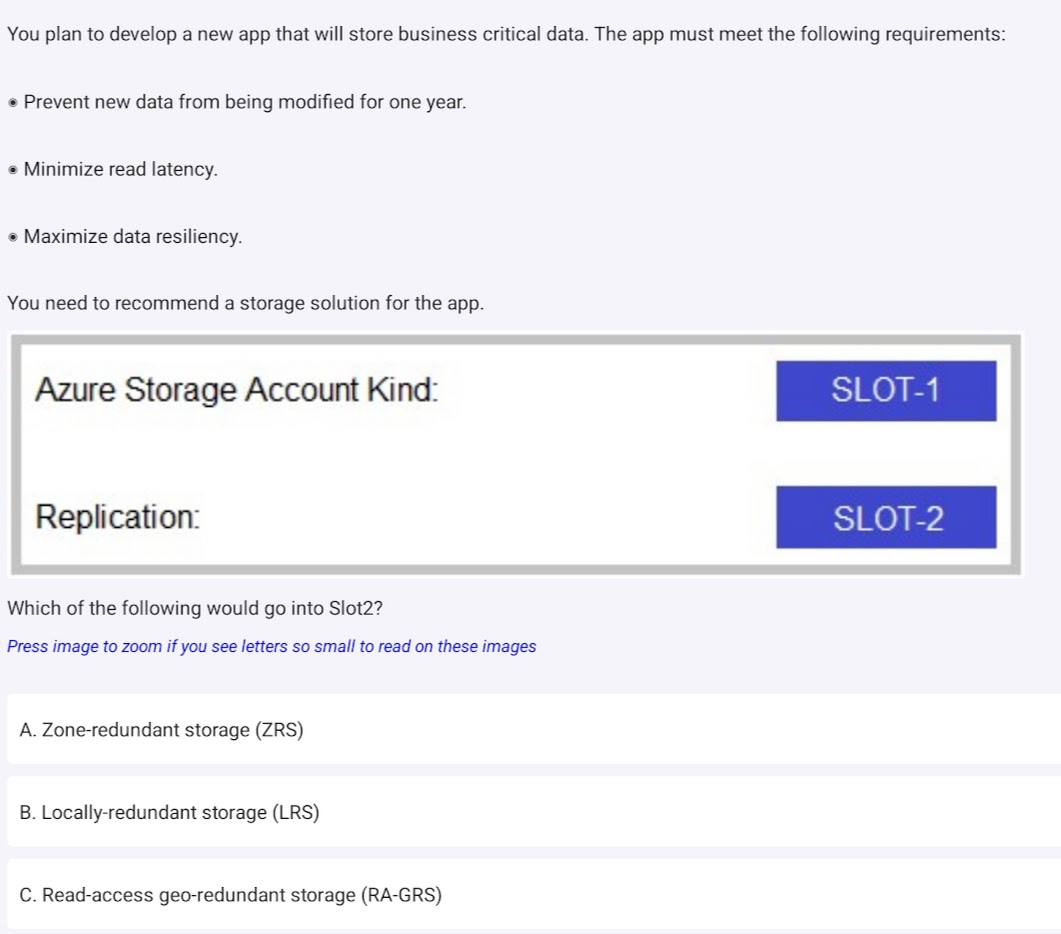 You plan to develop a new app that will store business critical data. The app must meet the following requirements:
◉ Prevent new data from being modified for one year.
◉ Minimize read latency.
◉ Maximize data resiliency.
You need to recommend a storage solution for the app.
Azure Storage Account Kind: SLOT-1
Replication: SLOT-2
Which of the following would go into Slot2?
Press image to zoom if you see letters so small to read on these images
A. Zone-redundant storage (ZRS)
B. Locally-redundant storage (LRS)
C. Read-access geo-redundant storage (RA-GRS)